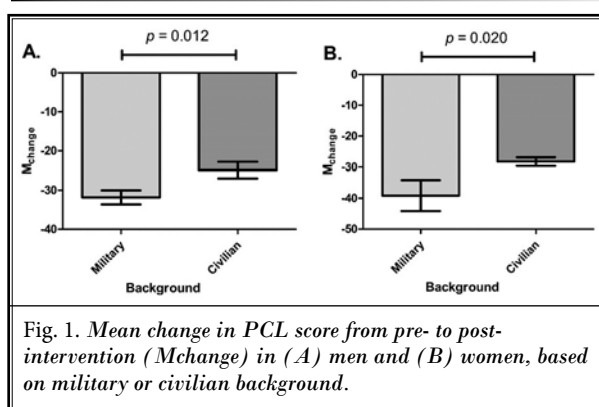 p = 0.012
A.
0
-10
-20
-30
-40
Mchange
Military
Civilian
Background
p = 0.020
B.
0
-10
-20
-30
-40
-50
Mchange
Military
Civilian
Background
Fig. 1. Mean change in PCL score from pre- to post-
intervention (Mchange) in (A) men and (B) women, based
on military or civilian background.